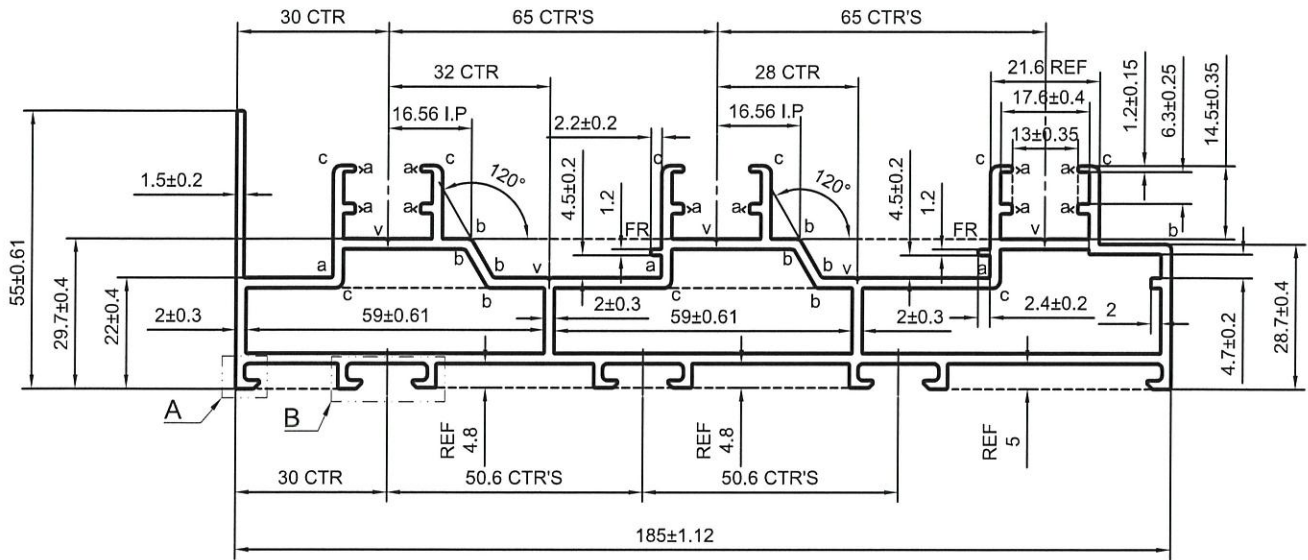 30 CTR
65 CTR'S
65 CTR'S
32 CTR
28 CTR
21.6 REF
16.56 I.P
16.56 I.P
17.6±0.4
2.2±0.2
13±0.35
1.2±0.15
6.3±0.25
14.5±0.35
c
a
a
c
c
a
a
c
c
a
a
c
1.5±0.2
120°
120°
4.5±0.2
1.2
4.5±0.2
1.2
a
a
a
a
a
a
v
b
FR
v
b
FR
v
b
55±0.61
29.7±0.4
22±0.4
a
b
b
v
a
b
b
v
a
c
b
c
b
c
2±0.3
59±0.61
2±0.3
59±0.61
2±0.3
2.4±0.2
2
4.7±0.2
28.7±0.4
A
B
REF
4.8
REF
4.8
REF
5
30 CTR
50.6 CTR'S
50.6 CTR'S
185±1.12